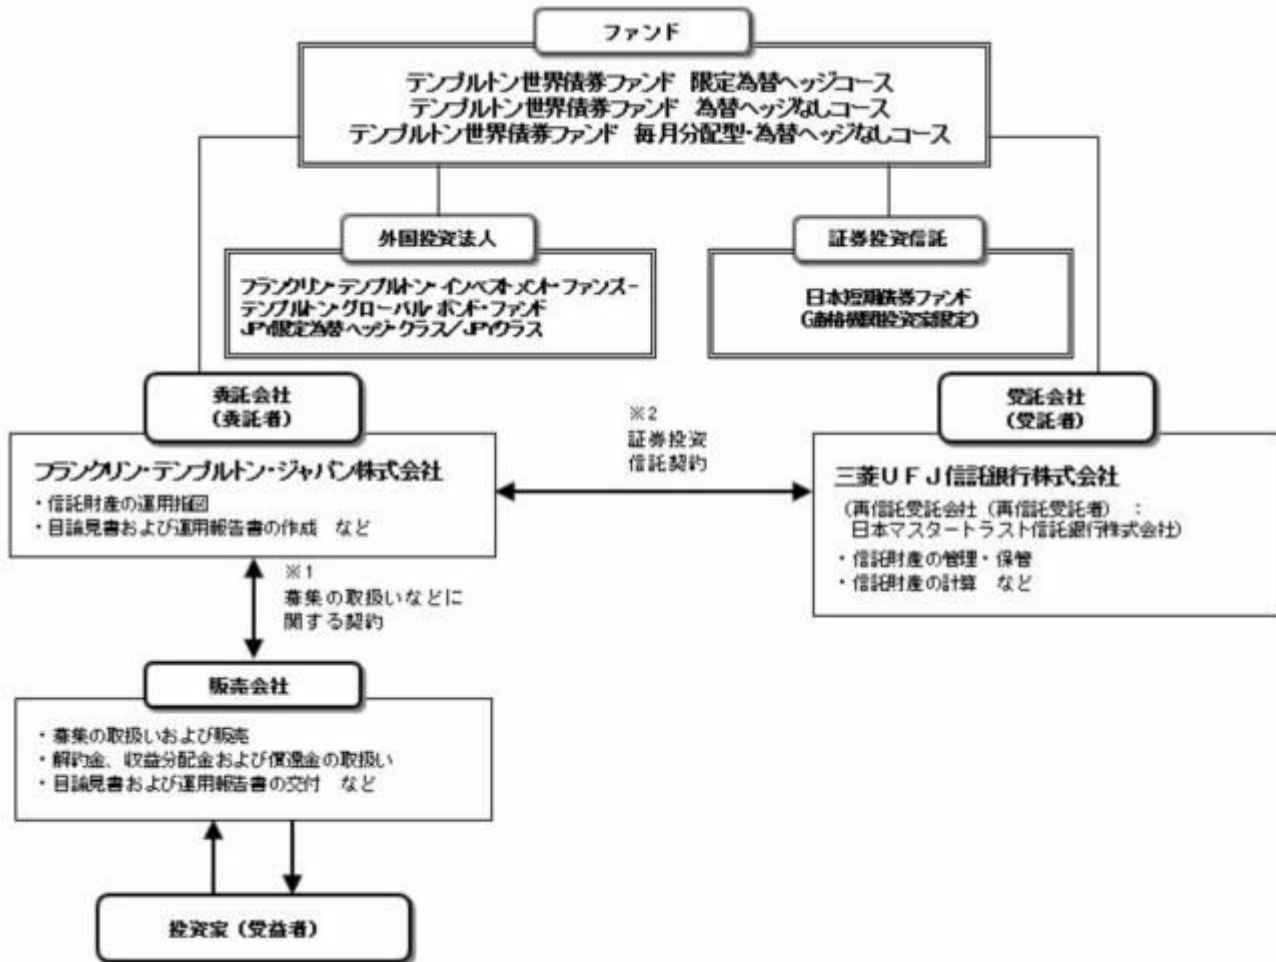 ファンド
テンプルトン世界債券ファンド 限定為替ヘッジコース
テンプルトン世界債券ファンド 為替ヘッジなしコース
テンプルトン世界債券ファンド 毎月分配型・為替ヘッジなしコース
外国投資法人
フランクリン・テンプルトン・インベストメント・ファンズ－
テンプルトン・グローバル・ボンド・ファンド
JPY限定為替ヘッジ・クラス/JPYクラス
証券投資信託
日本短期債券ファンド
(適格機関投資家限定)
委託会社
(委託者)
フランクリン・テンプルトン・ジャパン株式会社
・信託財産の運用指図
・目論見書および運用報告書の作成 など
※2
証券投資
信託契約
受託会社
(受託者)
三菱UFJ信託銀行株式会社
(再信託受託会社(再信託受託者) :
日本マスタートラスト信託銀行株式会社)
・信託財産の管理・保管
・信託財産の計算 など
※1
募集の取扱いなどに
関する契約
販売会社
・募集の取扱いおよび販売
・解約金、収益分配金および償還金の取扱い
・目論見書および運用報告書の交付 など
投資家(受益者)